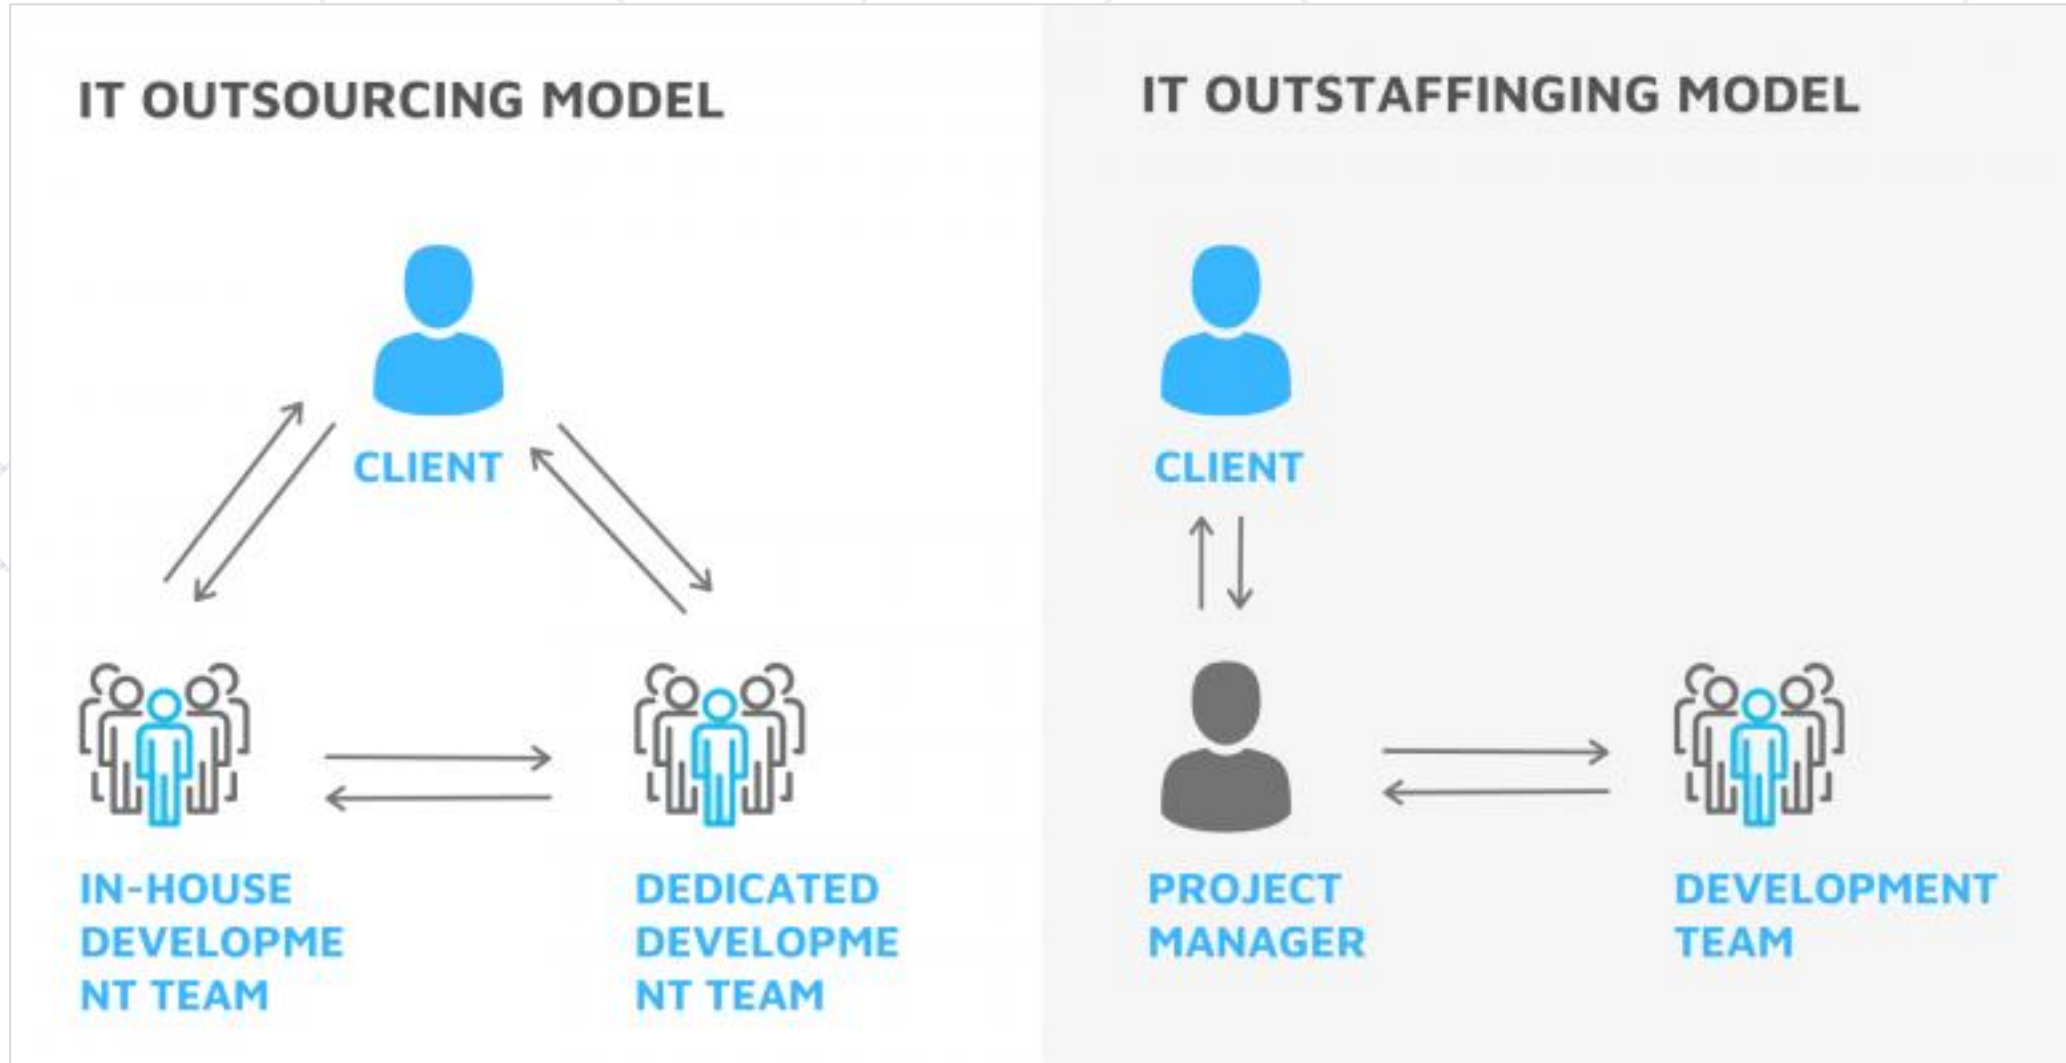 IT OUTSOURCING MODEL
CLIENT
IN-HOUSE
DEVELOPME
NT TEAM
DEDICATED
DEVELOPME
NT TEAM
IT OUTSTAFFINGING MODEL
CLIENT
PROJECT
MANAGER
DEVELOPMENT
TEAM